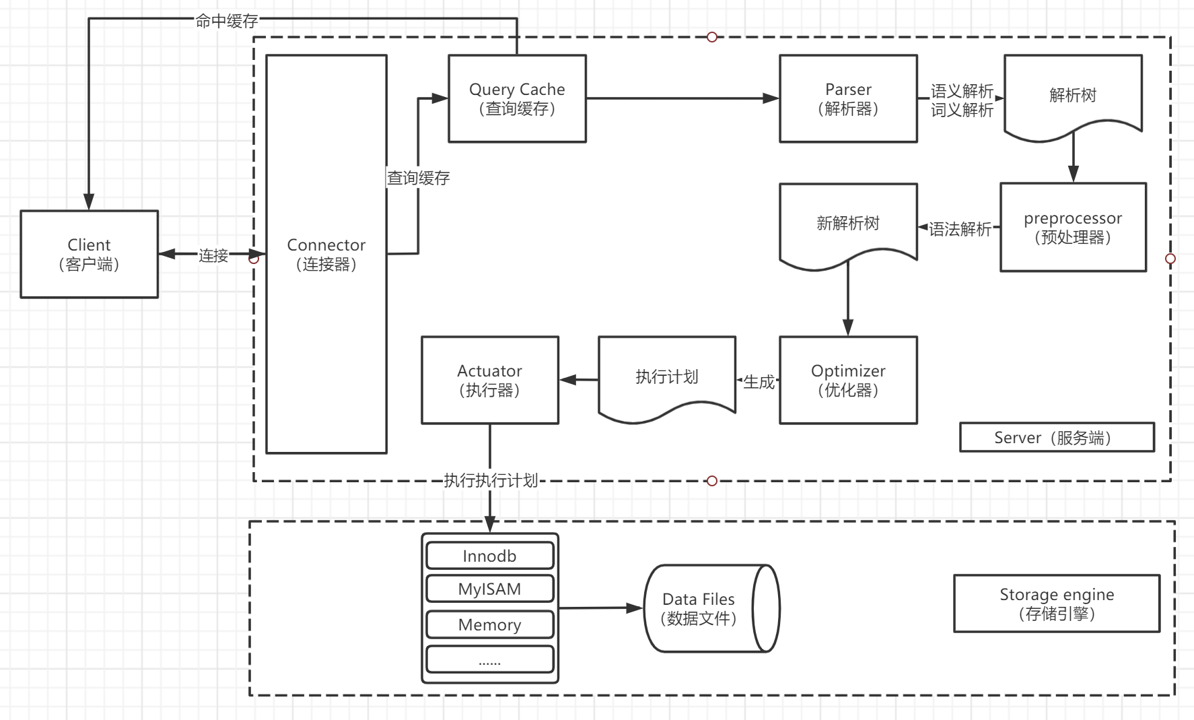 命中缓存
Query Cache
（查询缓存）
Parser
（解析器）
语义解析
词义解析
解析树
查询缓存
Client
（客户端）
连接
Connector
（连接器）
新解析树
语法解析
preprocessor
（预处理器）
Actuator
（执行器）
执行计划
生成
Optimizer
（优化器）
Server（服务端）
执行执行计划
Innodb
MyISAM
Memory
......
Data Files
（数据文件）
Storage engine
（存储引擎）